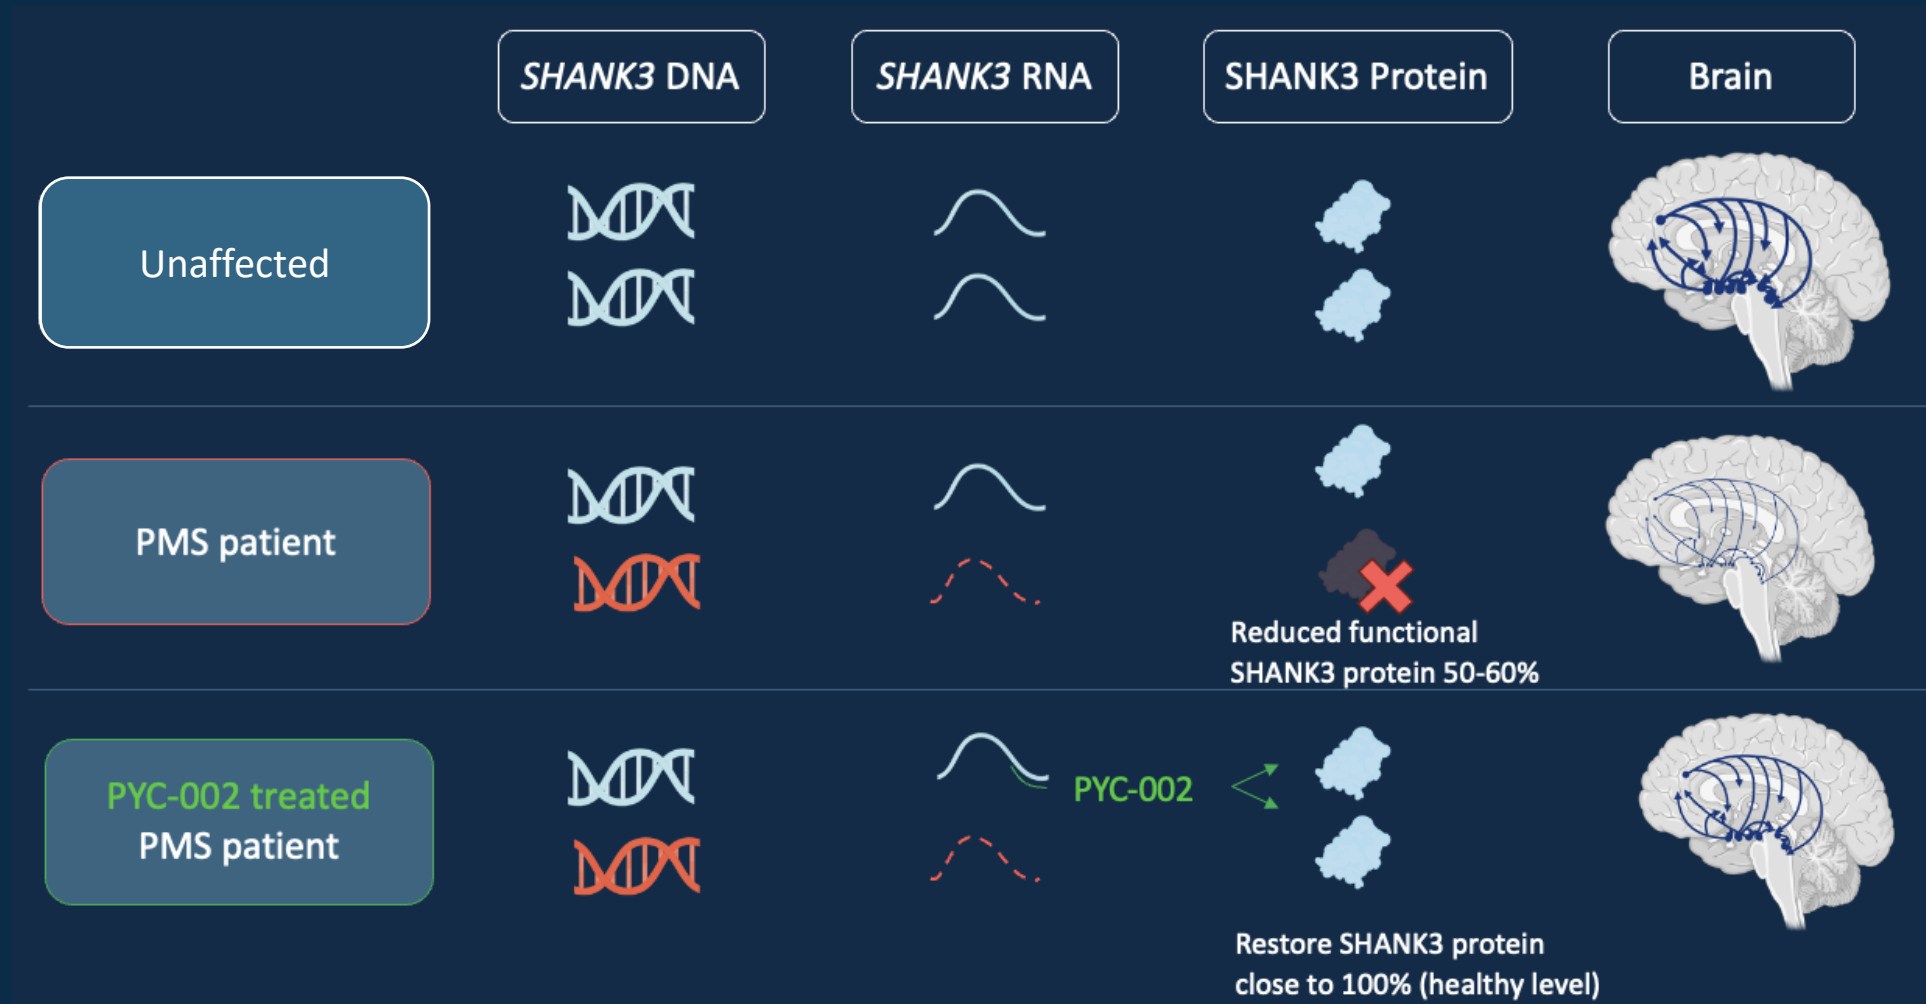 SHANK3 DNA
SHANK3 RNA
SHANK3 Protein
Brain
Unaffected
PMS patient
Reduced functional
SHANK3 protein 50-60%
PYC-002 treated
PMS patient
PYC-002
Restore SHANK3 protein
close to 100% (healthy level)